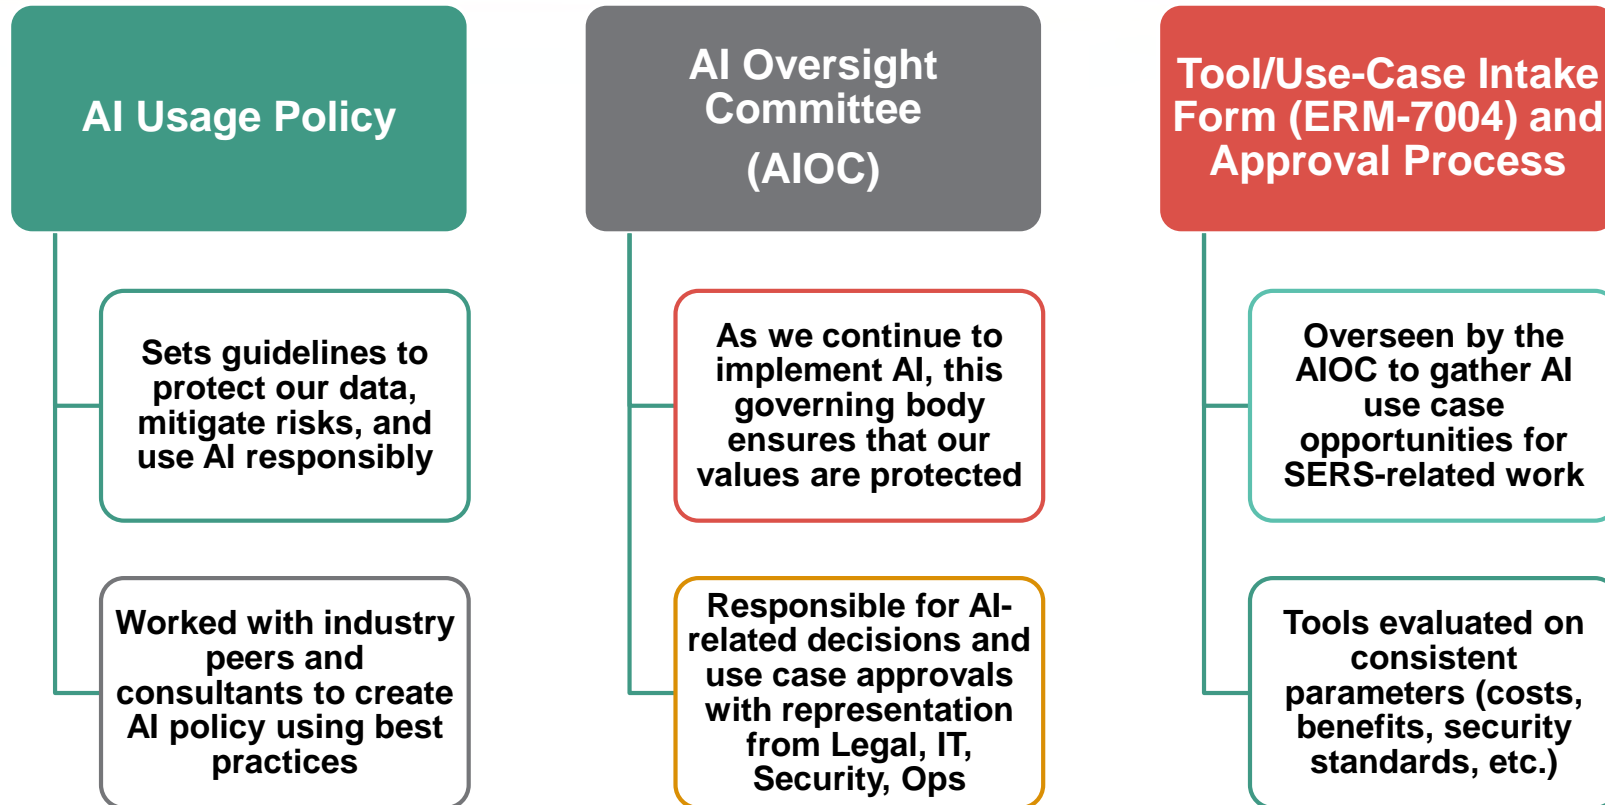 AI Usage Policy
Sets guidelines to
protect our data,
mitigate risks, and
use AI responsibly
Worked with industry
peers and
consultants to create
AI policy using best
practices
AI Oversight
Committee
(AIOC)
As we continue to
implement AI, this
governing body
ensures that our
values are protected
Responsible for AI-
related decisions and
use case approvals
with representation
from Legal, IT,
Security, Ops
Tool/Use-Case Intake
Form (ERM-7004) and
Approval Process
Overseen by the
AIOC to gather AI
use case
opportunities for
SERS-related work
Tools evaluated on
consistent
parameters (costs,
benefits, security
standards, etc.)